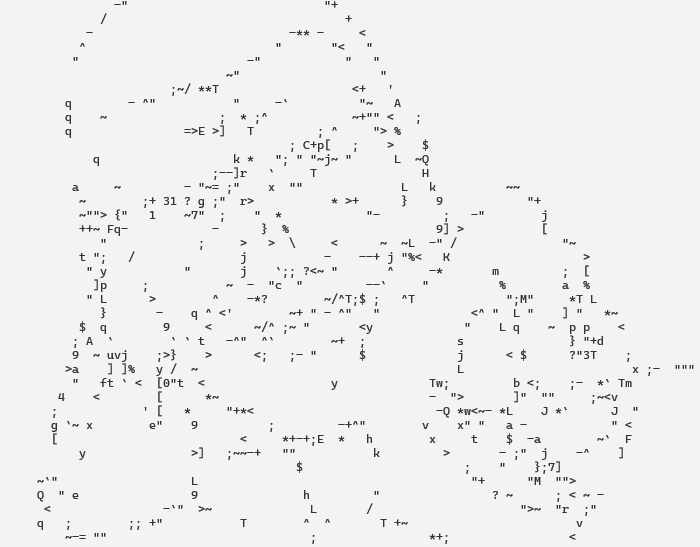 ~" "+
/ +
~ ~** ~ <
^ " "< "
" ~" " "
~" "
;~/ **T <+ '
q ~ ^" " ~` "~ A
q ~ ; * ;^ ~+"" < ;
q =>E >] T ; ^ "> %
; C+p[ ; > $
q k * "; " "~j~ " L ~Q
;~~]r ` T H
a ~ ~ "~= ;" x "" L k ~~
~ ;+ 31 ? g ;" r> * >+ } 9 "+
~""> {" 1 ~7" ; " * "~ ; ~" j
++~ Fq~ ~ } % 9] > [
" ; > > \ < ~ ~L ~" / "~
t "; / j ~ ~~+ j "%< K >
" y " j `;; ?<~ " ^ ~* m ; [
]p ; ~ ~ "c " ~~` " % a %
" L > ^ ~*? ~/^T;$ ; ^T ";M" *T L
} ~ q ^ <' ~+ " ~ ^" " <^ " L " ] " *~
$ q 9 < ~/^ ;~ " <y " L q ~ p p <
; A ` ` ` t ~^" ^` ~+ ; s } "+d
9 ~ uvj ;>} > <; ;~ " $ j < $ ?"3T ;
>a ] ]% y / ~ L x ;~ """
" ft ` < [0"t < y Tw; b <; ;~ *` Tm
4 < [ *~ ~ "> ]" "" ;~<v
; ' [ * "+*< ~Q *w<~~ *L J *` J "
g `~ x e" 9 ; ~+^" v x" " a ~ " <
[ < *+~+;E * h x t $ ~a ~` F
y >] ;~~~+ "" k > ~ ;" j ~^ ]
$ ; " };7]
~`" L "+ "M "">
Q " e 9 h " ? ~ ; < ~ ~
< ~`" >~ L / ">~ "r ;"
q ; ;; +" T ^ ^ T +~ v
~~= "" ; *+; <